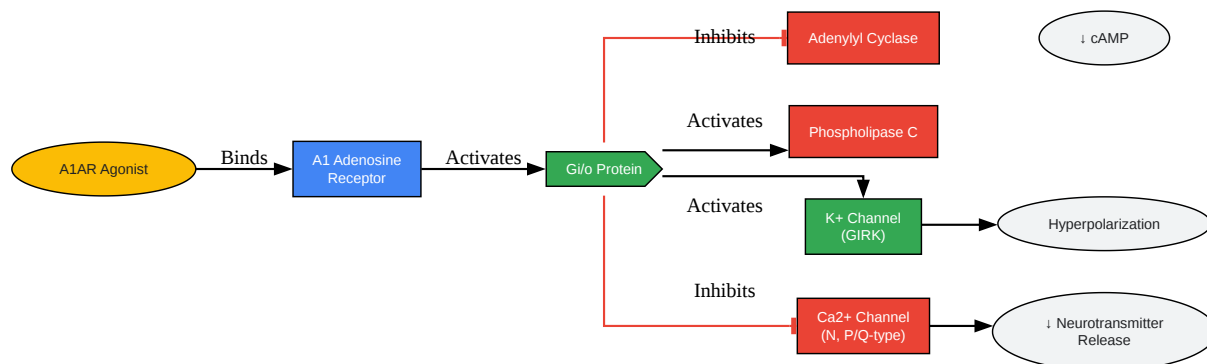 Inhibits
Adenylyl Cyclase
↓ cAMP
Activates
Phospholipase C
A1AR Agonist
Binds
A1 Adenosine
Receptor
Activates
Gi/o Protein
Activates
K+ Channel
(GIRK)
Hyperpolarization
Inhibits
Ca2+ Channel
(N, P/Q-type)
↓ Neurotransmitter
Release